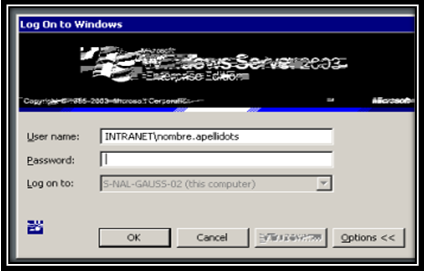 Log On to Windows
Microsoft
Windows Server 2003
Enterprise Edition
Copyright © 1985-2003 Microsoft Corporation Microsoft
User name: INTRANET\nombre.apellidots
Password:
Log on to: S-NAL-GAUSS-02 (this computer)
OK Cancel Options <<